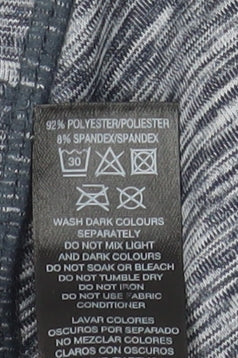 92% POLYESTER/POLIESTER
8% SPANDEX/SPANDEX
30
WASH DARK COLOURS
SEPARATELY
DO NOT MIX LIGHT
AND DARK COLOURS
DO NOT SOAK OR BLEACH
DO NOT TUMBLE DRY
DO NOT IRON
DO NOT USE FABRIC
CONDITIONER
LAVAR COLORES
OSCUROS POR SEPARADO
NO MEZCLAR COLORES
CLAROS CON OSCUROS